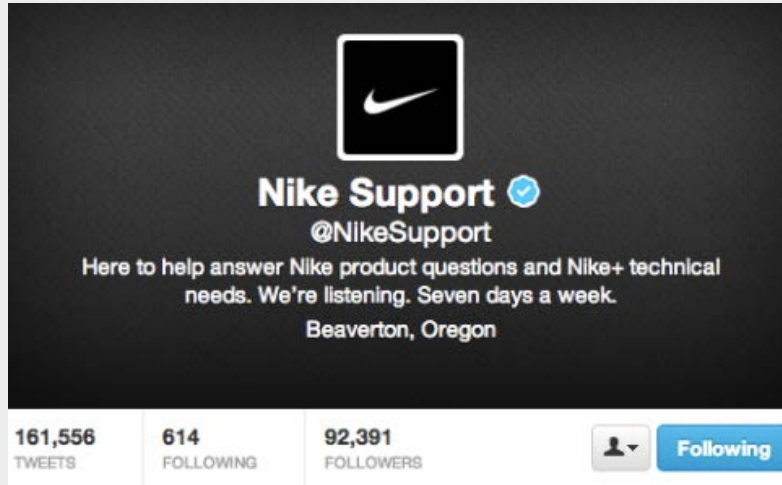 Nike Support
@NikeSupport
Here to help answer Nike product questions and Nike+ technical
needs. We're listening. Seven days a week.
Beaverton, Oregon
161,556 614 92,391
TWEETS FOLLOWING FOLLOWERS
Following